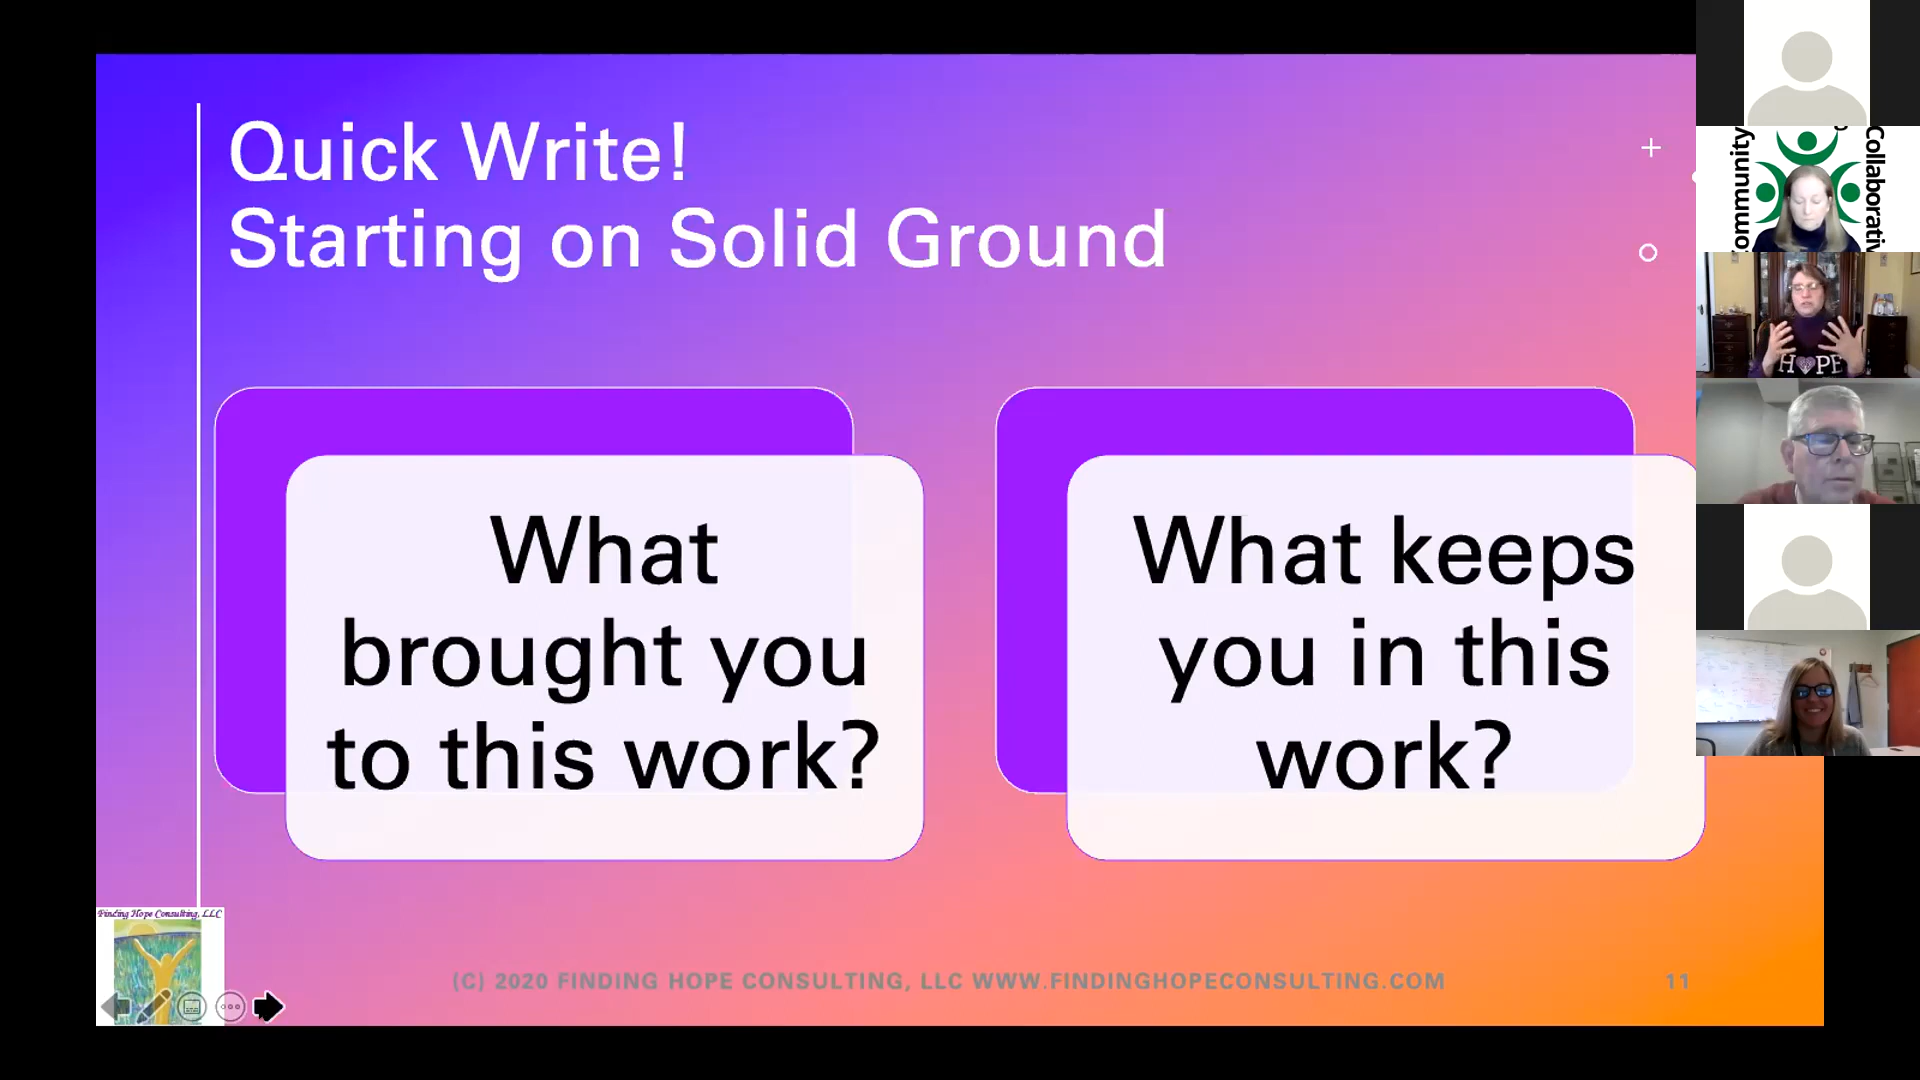 Quick Write!
Starting on Solid Ground
What
brought you
to this work?
What keeps
you in this
work?
Finding Hope Consulting, LLC
(C) 2020 FINDING HOPE CONSULTING, LLC WWW.FINDINGHOPECONSULTING.COM
11
ommunity
Collaborativ
HOPE